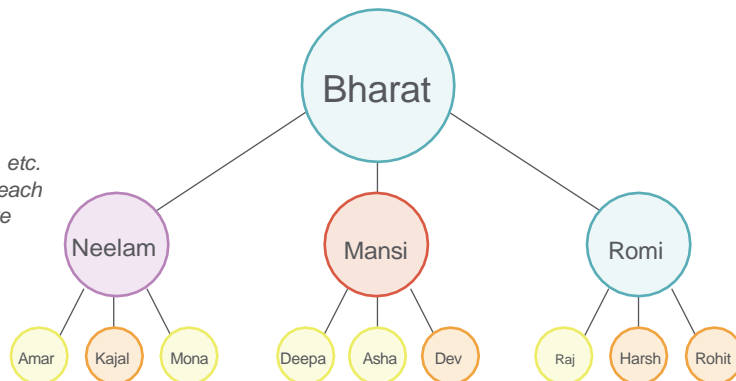 Bharat
etc.
each
Neelam Mansi Romi
Amar Kajal Mona Deepa Asha Dev Raj Harsh Rohit